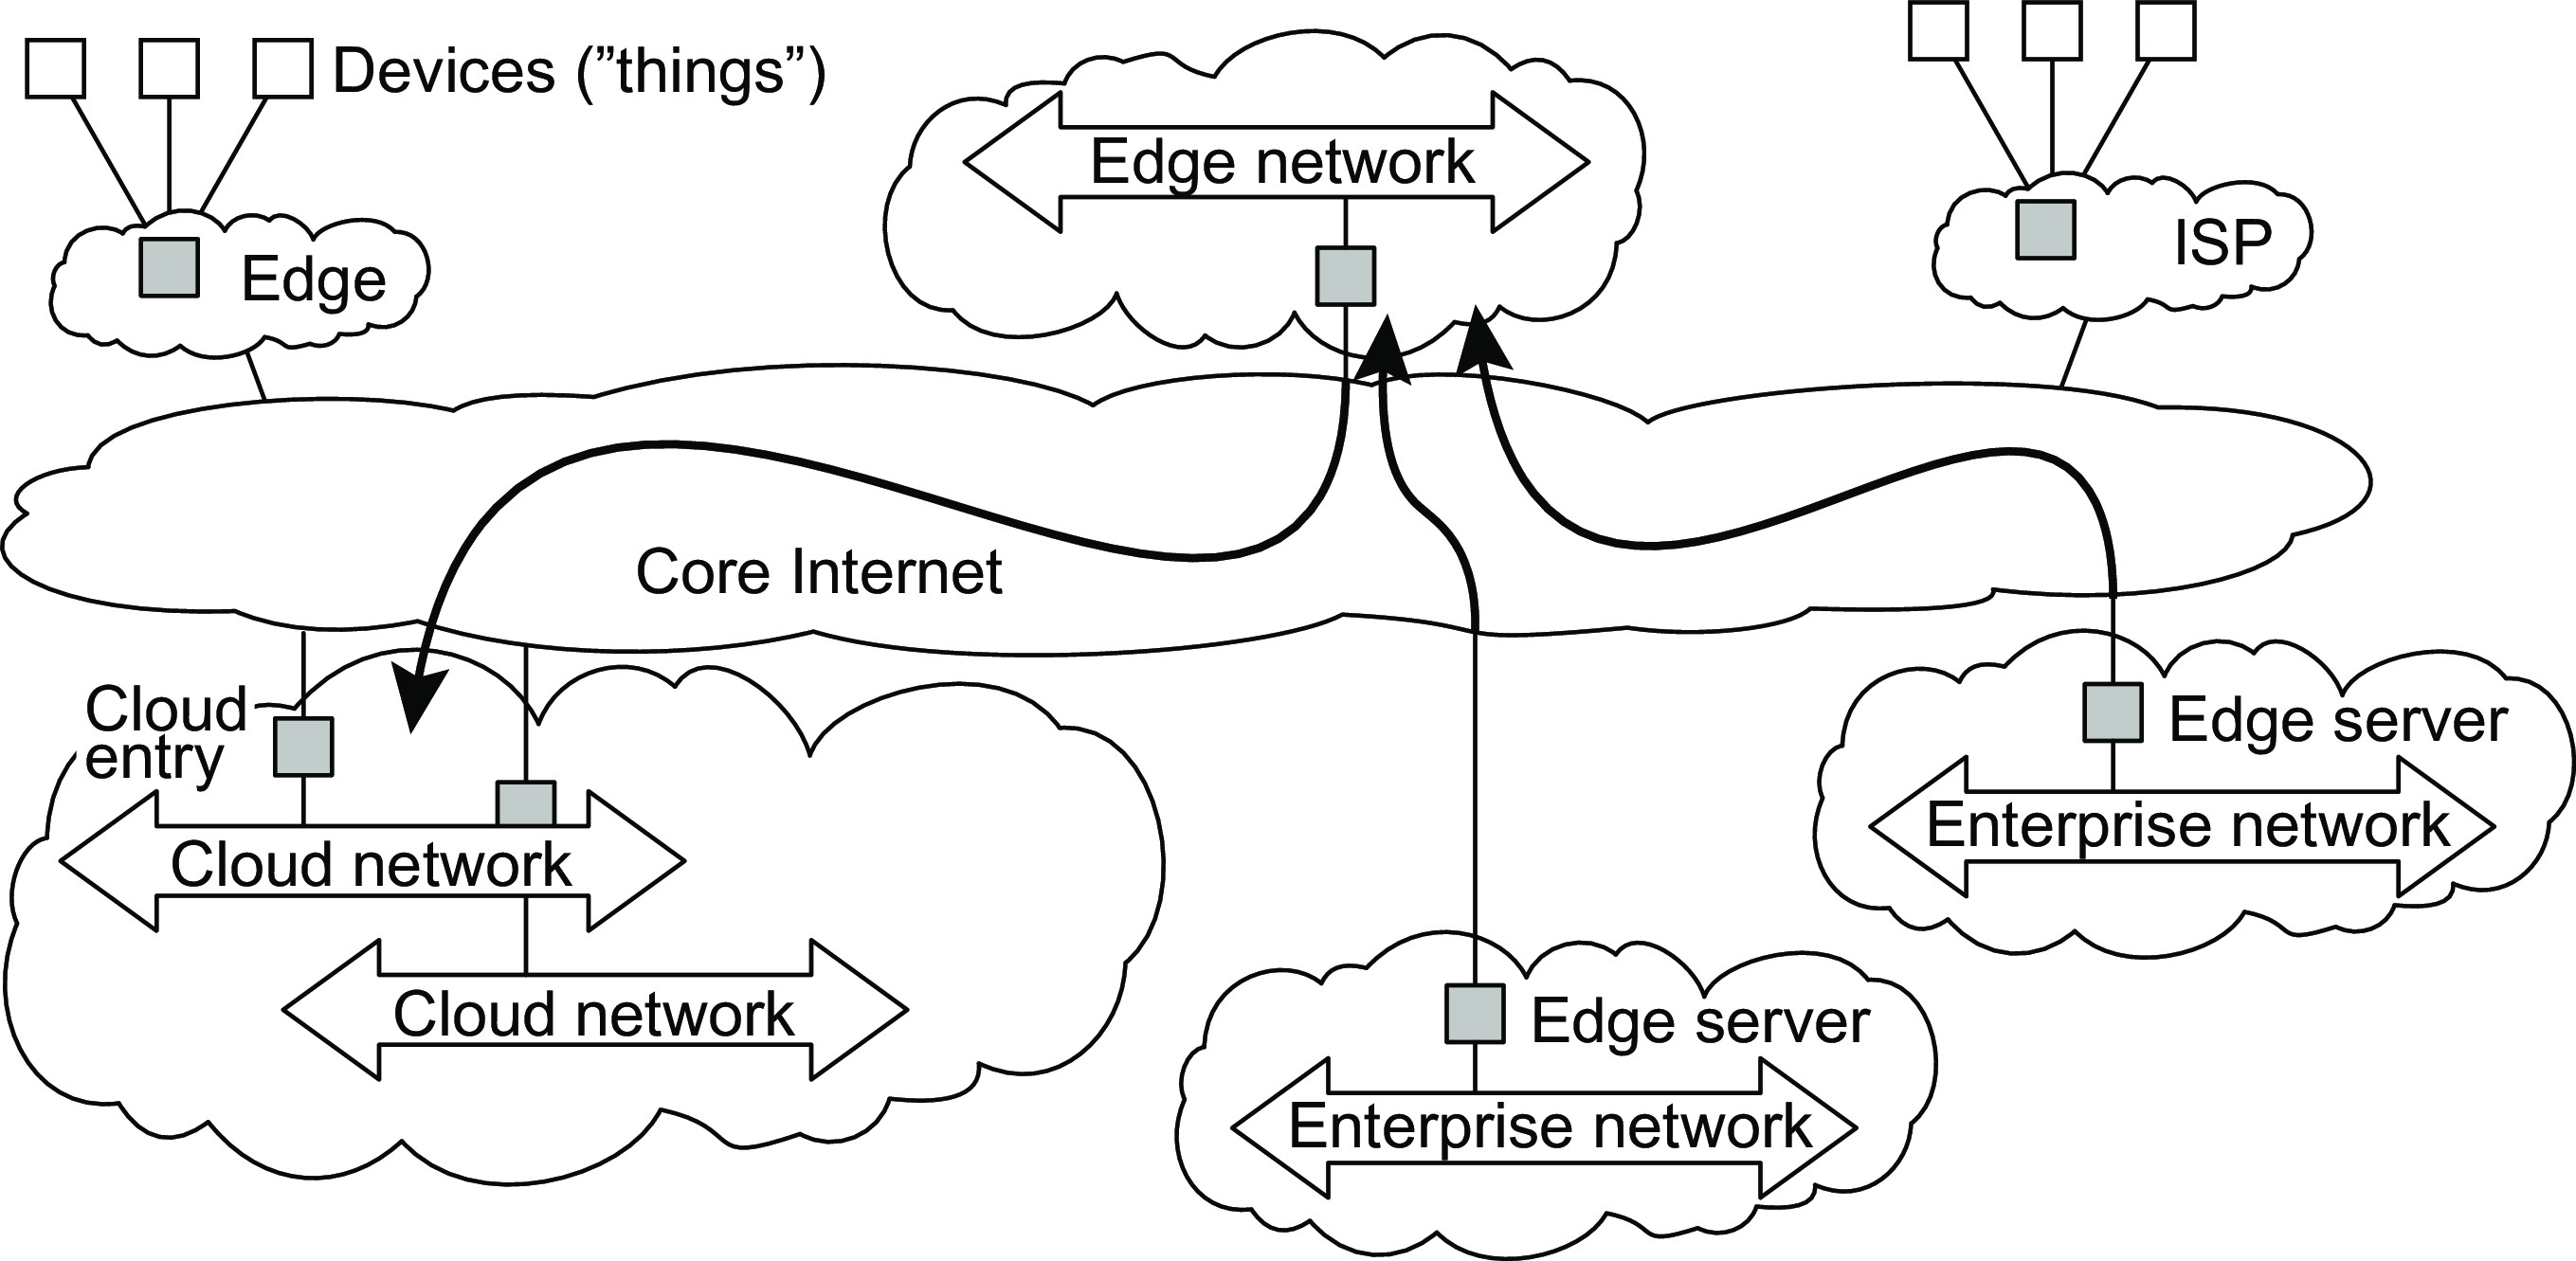 Devices (”things”)
Edge network
ISP
Edge
Core Internet
Cloud
entry
Edge server
Enterprise network
Cloud network
Cloud network
Edge server
Enterprise network